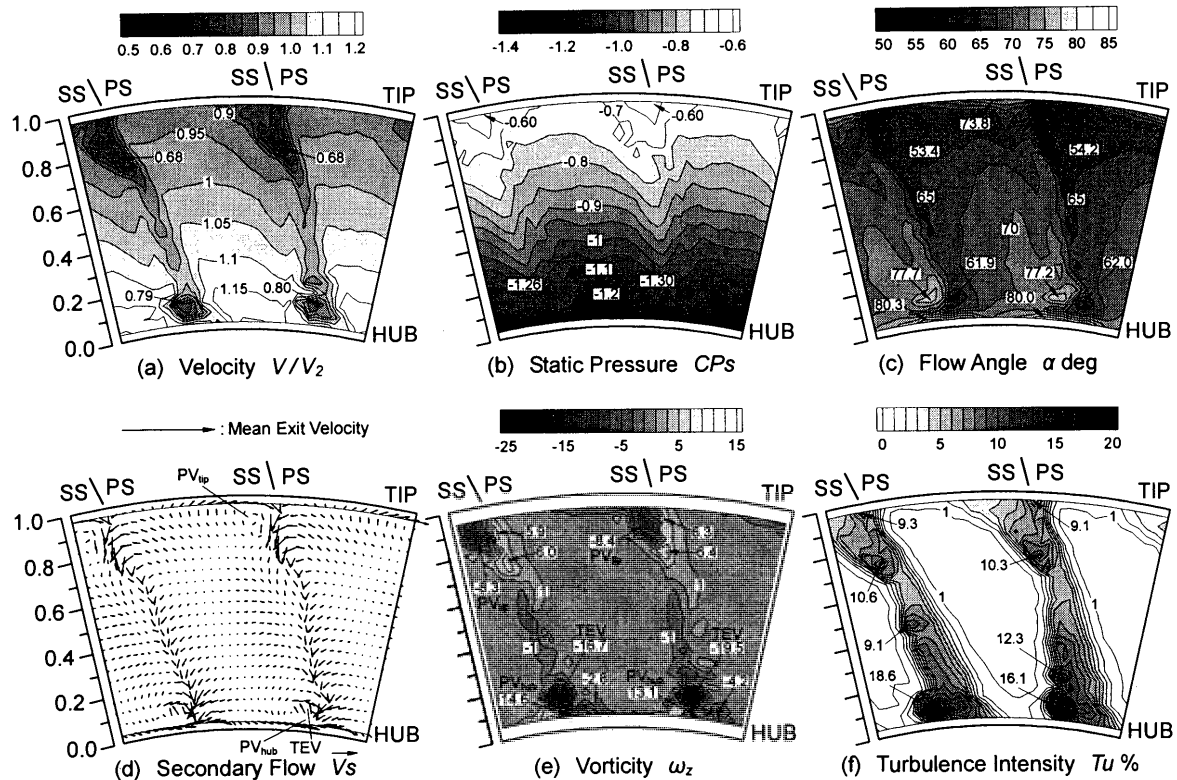 0.5 0.6 0.7 0.8 0.9 1.0 1.1 1.2
SS PS
SS PS
TIP
1.0
0.8
0.6
0.4
0.2
0.0
0.9
0.95
0.68
0.68
1
1.05
1.1
0.79
1.15
0.80
HUB
(a) Velocity V/V2
-1.4 -1.2 -1.0 -0.8 -0.6
SS PS
SS PS
TIP
-0.60
-0.7
-0.60
-0.8
-0.9
-1
-1.1
-1.26
-1.30
-1.2
HUB
(b) Static Pressure CPs
50 55 60 65 70 75 80 85
SS PS
SS PS
TIP
73.8
53.4
54.2
65
65
70
77.7
61.9
77.2
62.0
80.3
80.0
HUB
(c) Flow Angle α deg
: Mean Exit Velocity
SS PS
PVtip
SS PS
TIP
1.0
0.8
0.6
0.4
0.2
0.0
PVhub
TEV
HUB
(d) Secondary Flow Vs
-25 -15 -5 5 15
SS PS
SS PS
TIP
TEV
TEV
HUB
(e) Vorticity ωz
0 5 10 15 20
SS PS
SS PS
TIP
9.3
1
9.1
1
10.3
10.6
1
1
9.1
12.3
18.6
16.1
HUB
(f) Turbulence Intensity Tu %